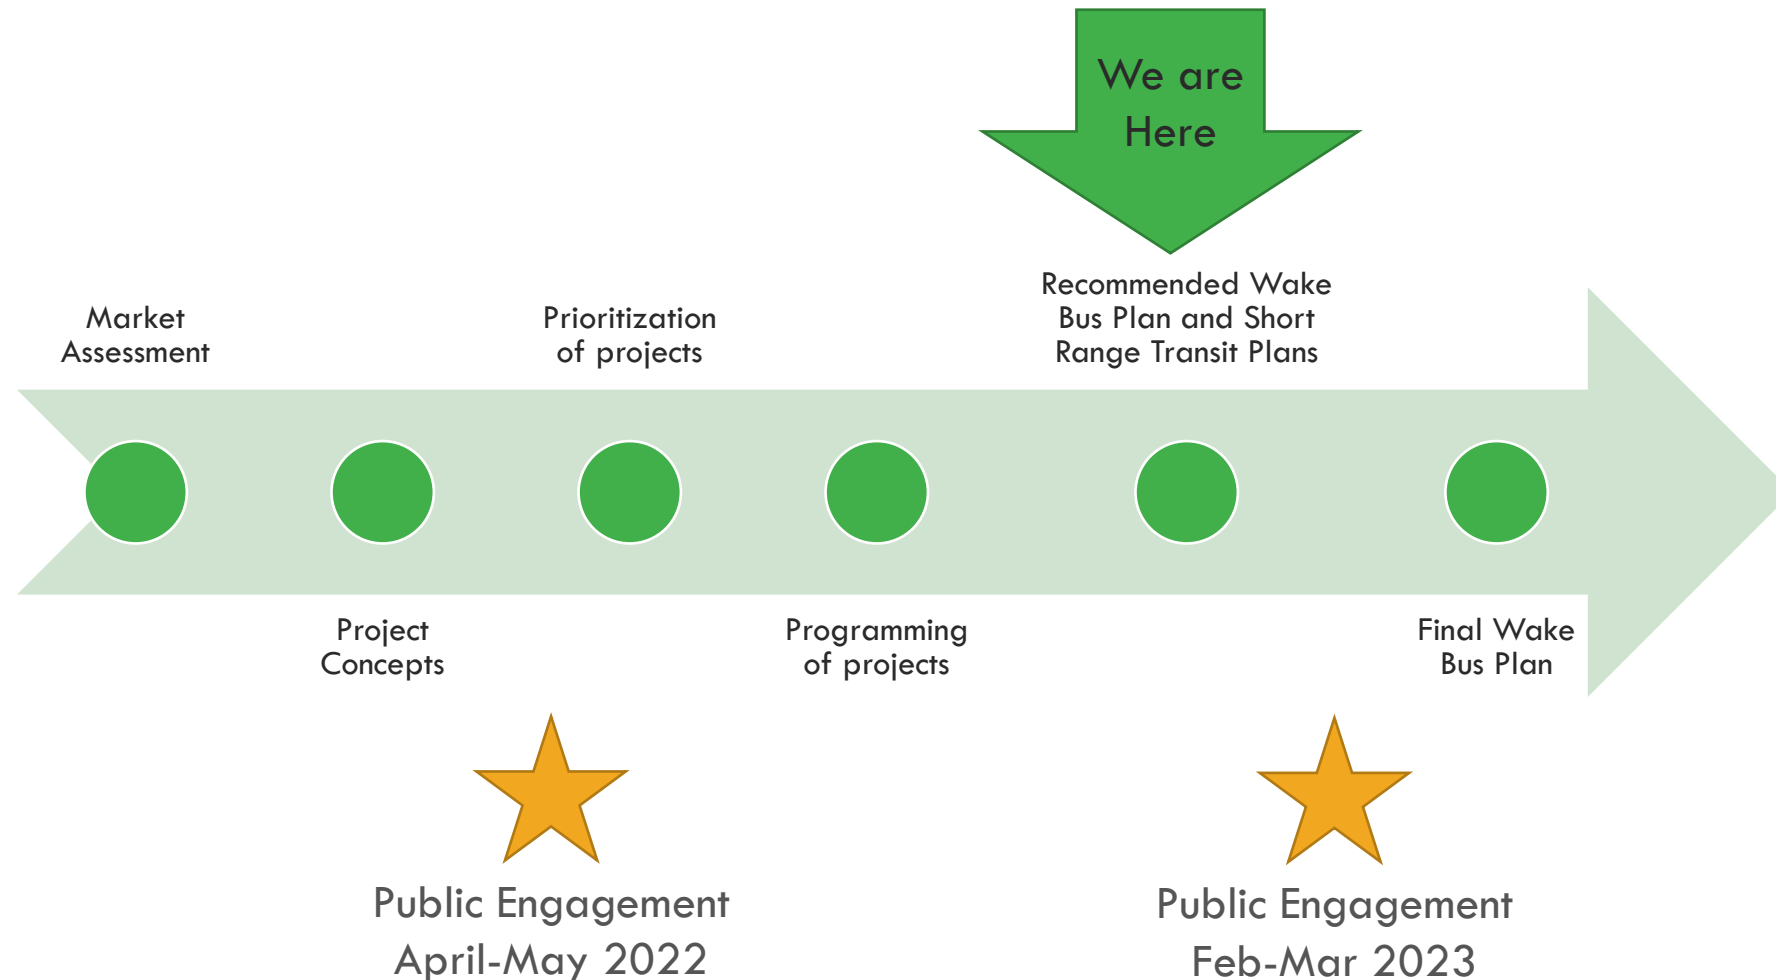 We are
Here
Market
Assessment
Prioritization
of projects
Recommended Wake
Bus Plan and Short
Range Transit Plans
Project
Concepts
Programming
of projects
Final Wake
Bus Plan
Public Engagement
April-May 2022
Public Engagement
Feb-Mar 2023